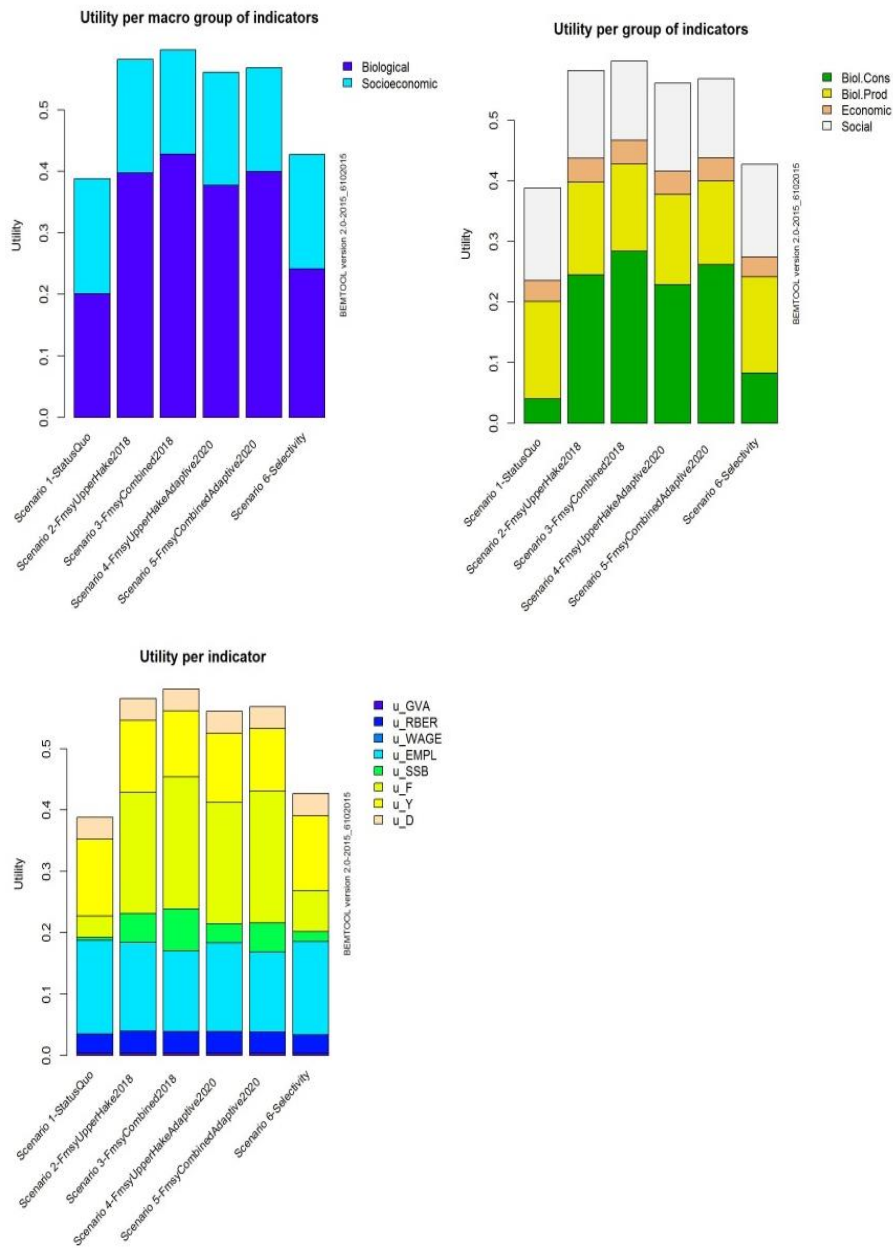 Utility per macro group of indicators
Biological
Socioeconomic
Utility
0.0
0.1
0.2
0.3
0.4
0.5
BEMTOOL version 2.0-2015_6102015
Scenario 1-StatusQuo
Scenario 2-FmsyUpperHake2018
Scenario 3-FmsyCombined2018
Scenario 4-FmsyUpperHakeAdaptive2020
Scenario 5-FmsyCombinedAdaptive2020
Scenario 6-Selectivity
Utility per group of indicators
Biol.Cons
Biol.Prod
Economic
Social
Utility
0.0
0.1
0.2
0.3
0.4
0.5
BEMTOOL version 2.0-2015_6102015
Scenario 1-StatusQuo
Scenario 2-FmsyUpperHake2018
Scenario 3-FmsyCombined2018
Scenario 4-FmsyUpperHakeAdaptive2020
Scenario 5-FmsyCombinedAdaptive2020
Scenario 6-Selectivity
Utility per indicator
u_GVA
u_RBER
u_WAGE
u_EMPL
u_SSB
u_F
u_Y
u_D
Utility
0.0
0.1
0.2
0.3
0.4
0.5
BEMTOOL version 2.0-2015_6102015
Scenario 1-StatusQuo
Scenario 2-FmsyUpperHake2018
Scenario 3-FmsyCombined2018
Scenario 4-FmsyUpperHakeAdaptive2020
Scenario 5-FmsyCombinedAdaptive2020
Scenario 6-Selectivity